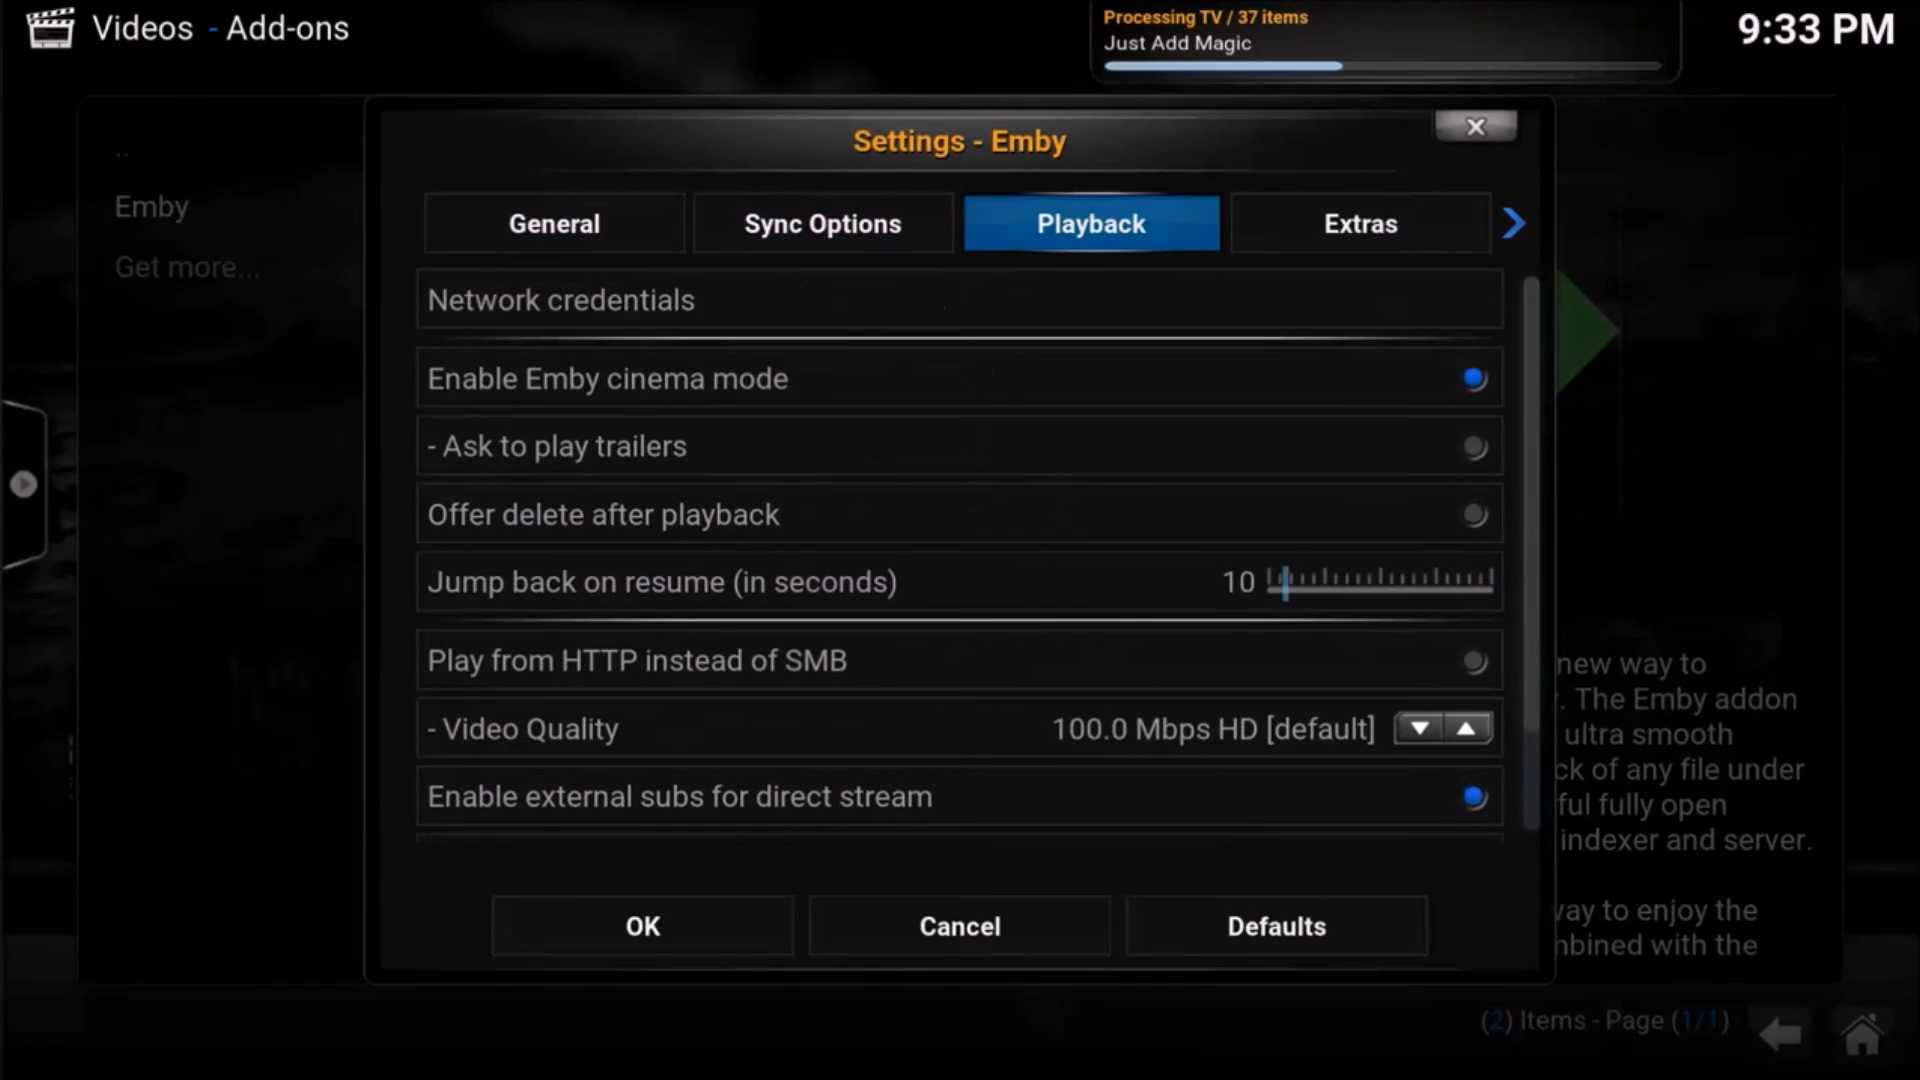 Videos - Add-ons
Processing TV / 37 items
Just Add Magic
9:33 PM
..
Emby
Get more...
Settings - Emby
General
Sync Options
Playback
Extras
Network credentials
Enable Emby cinema mode
- Ask to play trailers
Offer delete after playback
Jump back on resume (in seconds) 10
Play from HTTP instead of SMB
- Video Quality 100.0 Mbps HD [default]
Enable external subs for direct stream
OK
Cancel
Defaults
new way to
. The Emby addon
ultra smooth
ck of any file under
ful fully open
indexer and server.
way to enjoy the
mbined with the
(2) Items - Page (1/1)